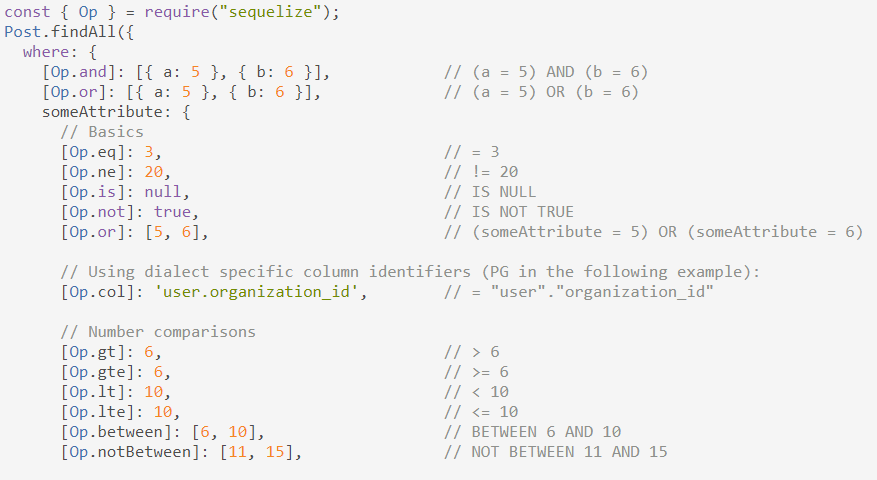 const { Op } = require("sequelize");
Post.findAll({
  where: {
    [Op.and]: [{ a: 5 }, { b: 6 }],            // (a = 5) AND (b = 6)
    [Op.or]: [{ a: 5 }, { b: 6 }],             // (a = 5) OR (b = 6)
    someAttribute: {
      // Basics
      [Op.eq]: 3,                              // = 3
      [Op.ne]: 20,                             // != 20
      [Op.is]: null,                           // IS NULL
      [Op.not]: true,                          // IS NOT TRUE
      [Op.or]: [5, 6],                         // (someAttribute = 5) OR (someAttribute = 6)

      // Using dialect specific column identifiers (PG in the following example):
      [Op.col]: 'user.organization_id',        // = "user"."organization_id"

      // Number comparisons
      [Op.gt]: 6,                              // > 6
      [Op.gte]: 6,                             // >= 6
      [Op.lt]: 10,                             // < 10
      [Op.lte]: 10,                            // <= 10
      [Op.between]: [6, 10],                   // BETWEEN 6 AND 10
      [Op.notBetween]: [11, 15],               // NOT BETWEEN 11 AND 15